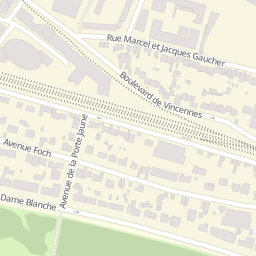 Rue Marcel et Jacques Gaucher
Boulevard de Vincennes
Avenue de la Porte Jaune
Avenue Foch
Dame Blanche